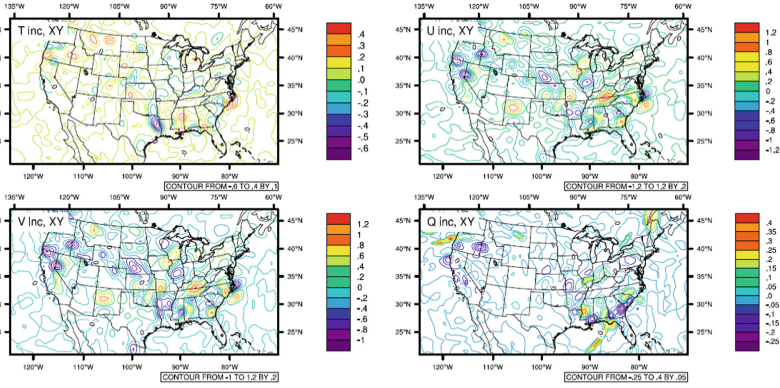 135°W 120°W 105°W 90°W 75°W 60°W
T inc, XY
45°N
40°N
35°N
30°N
25°N
120°W 110°W 100°W 90°W 80°W
CONTOUR FROM -.6 TO .4 BY .1
.4
.3
.2
.1
.0
-.1
-.2
-.3
-.4
-.5
-.6
135°W 120°W 105°W 90°W 75°W 60°W
U inc, XY
45°N
40°N
35°N
30°N
25°N
120°W 110°W 100°W 90°W 80°W
CONTOUR FROM -1.2 TO 1.2 BY .2
1.2
1
.8
.6
.4
.2
0
-.2
-.4
-.6
-.8
-1
-1.2
135°W 120°W 105°W 90°W 75°W 60°W
V Inc, XY
45°N
40°N
35°N
30°N
25°N
120°W 110°W 100°W 90°W 80°W
CONTOUR FROM -1 TO 1.2 BY .2
1.2
1
.8
.6
.4
.2
0
-.2
-.4
-.6
-.8
-1
135°W 120°W 105°W 90°W 75°W 60°W
Q inc, XY
45°N
40°N
35°N
30°N
25°N
120°W 110°W 100°W 90°W 80°W
CONTOUR FROM -.25 TO .4 BY .05
.4
.35
.3
.25
.2
.15
.1
.05
.0
-.05
-.1
-.15
-.2
-.25